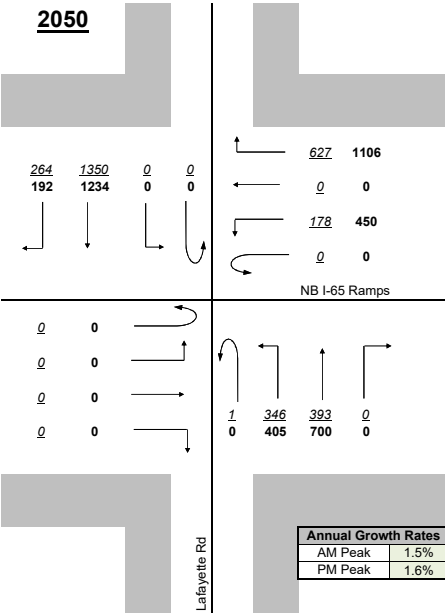 2050
627 1106
264 1350 0 0
192 1234 0 0
0 0
178 450
0 0
NB I-65 Ramps
0 0
0 0
0 0
0 0
1 346 393 0
0 405 700 0
Lafayette Rd
Annual Growth Rates
AM Peak 1.5%
PM Peak 1.6%